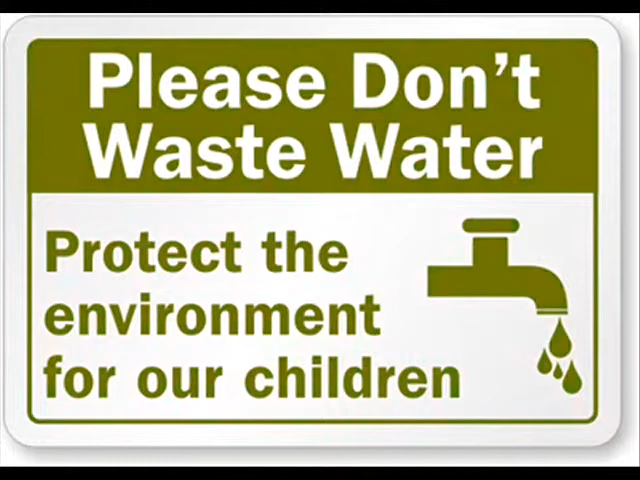 Please Don't
Waste Water
Protect the
environment
for our children